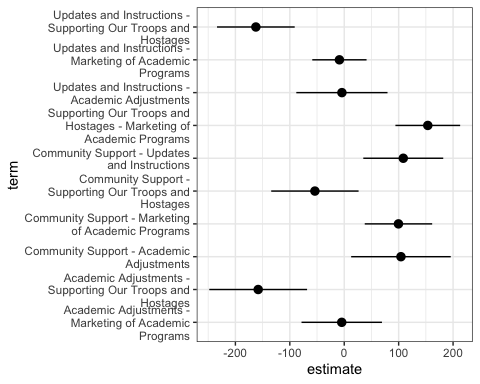 Updates and Instructions -
Supporting Our Troops and
Hostages
Updates and Instructions -
Marketing of Academic
Programs
Updates and Instructions -
Academic Adjustments
Supporting Our Troops and
Hostages - Marketing of
Academic Programs
Community Support - Updates
and Instructions
Community Support -
Supporting Our Troops and
Hostages
Community Support - Marketing
of Academic Programs
Community Support - Academic
Adjustments
Academic Adjustments -
Supporting Our Troops and
Hostages
Academic Adjustments -
Marketing of Academic
Programs
term
-200 -100 0 100 200
estimate